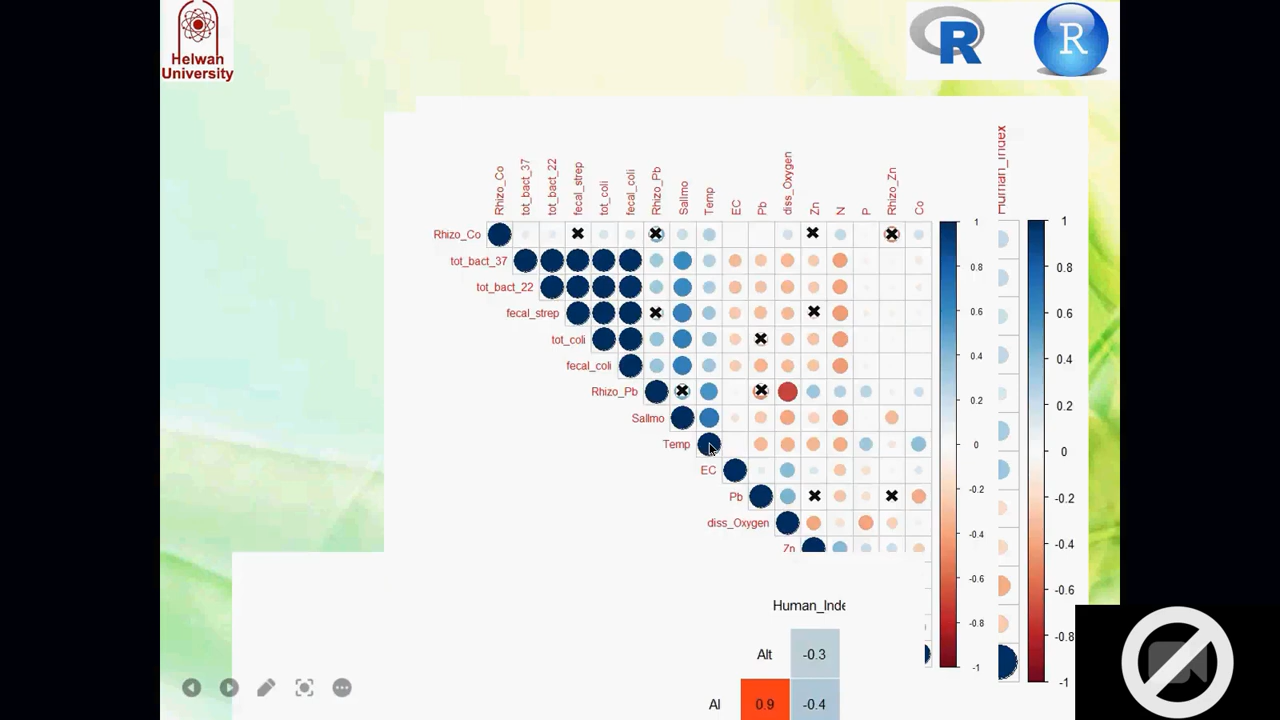 Helwan
University
R
R
Rhizo_Co
tot_bact_37
tot_bact_22
fecal_strep
tot_coli
fecal_coli
Rhizo_Pb
Sallmo
Temp
EC
Pb
diss_Oxygen
Zn
N
P
Rhizo_Zn
Co
Human_Index
Rhizo_Co
tot_bact_37
tot_bact_22
fecal_strep
tot_coli
fecal_coli
Rhizo_Pb
Sallmo
Temp
EC
Pb
diss_Oxygen
Zn
1
0.8
0.6
0.4
0.2
0
-0.2
-0.4
-0.6
-0.8
-1
1
0.8
0.6
0.4
0.2
0
-0.2
-0.4
-0.6
-0.8
-1
Human_Inde
Alt
-0.3
Al
0.9
-0.4